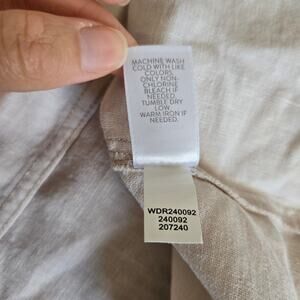 MACHINE WASH
COLD WITH LIKE
COLORS.
ONLY NON-
CHLORINE
BLEACH IF
NEEDED.
TUMBLE DRY
LOW.
WARM IRON IF
NEEDED.
WDR240092
240092
207240